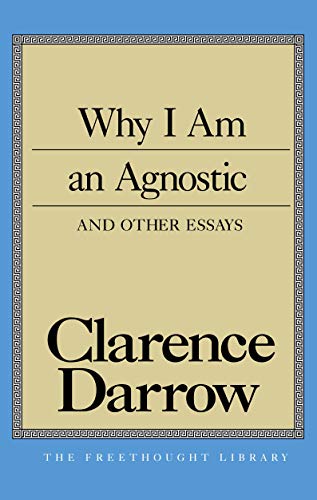 Why I Am
an Agnostic
AND OTHER ESSAYS
Clarence
Darrow
THE FREETHOUGHT LIBRARY